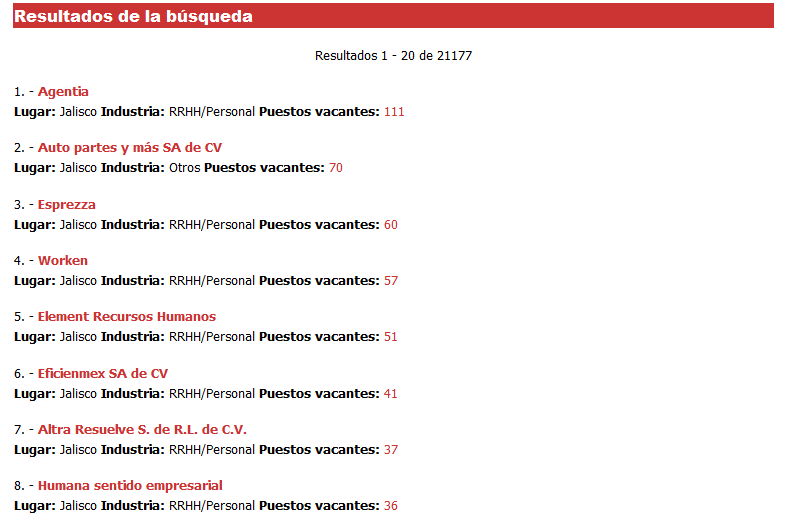 Resultados de la búsqueda
Resultados 1 - 20 de 21177
1. - Agentia
Lugar: Jalisco Industria: RRHH/Personal Puestos vacantes: 111
2. - Auto partes y más SA de CV
Lugar: Jalisco Industria: Otros Puestos vacantes: 70
3. - Esprezza
Lugar: Jalisco Industria: RRHH/Personal Puestos vacantes: 60
4. - Worken
Lugar: Jalisco Industria: RRHH/Personal Puestos vacantes: 57
5. - Element Recursos Humanos
Lugar: Jalisco Industria: RRHH/Personal Puestos vacantes: 51
6. - Eficienmex SA de CV
Lugar: Jalisco Industria: RRHH/Personal Puestos vacantes: 41
7. - Altra Resuelve S. de R.L. de C.V.
Lugar: Jalisco Industria: RRHH/Personal Puestos vacantes: 37
8. - Humana sentido empresarial
Lugar: Jalisco Industria: RRHH/Personal Puestos vacantes: 36